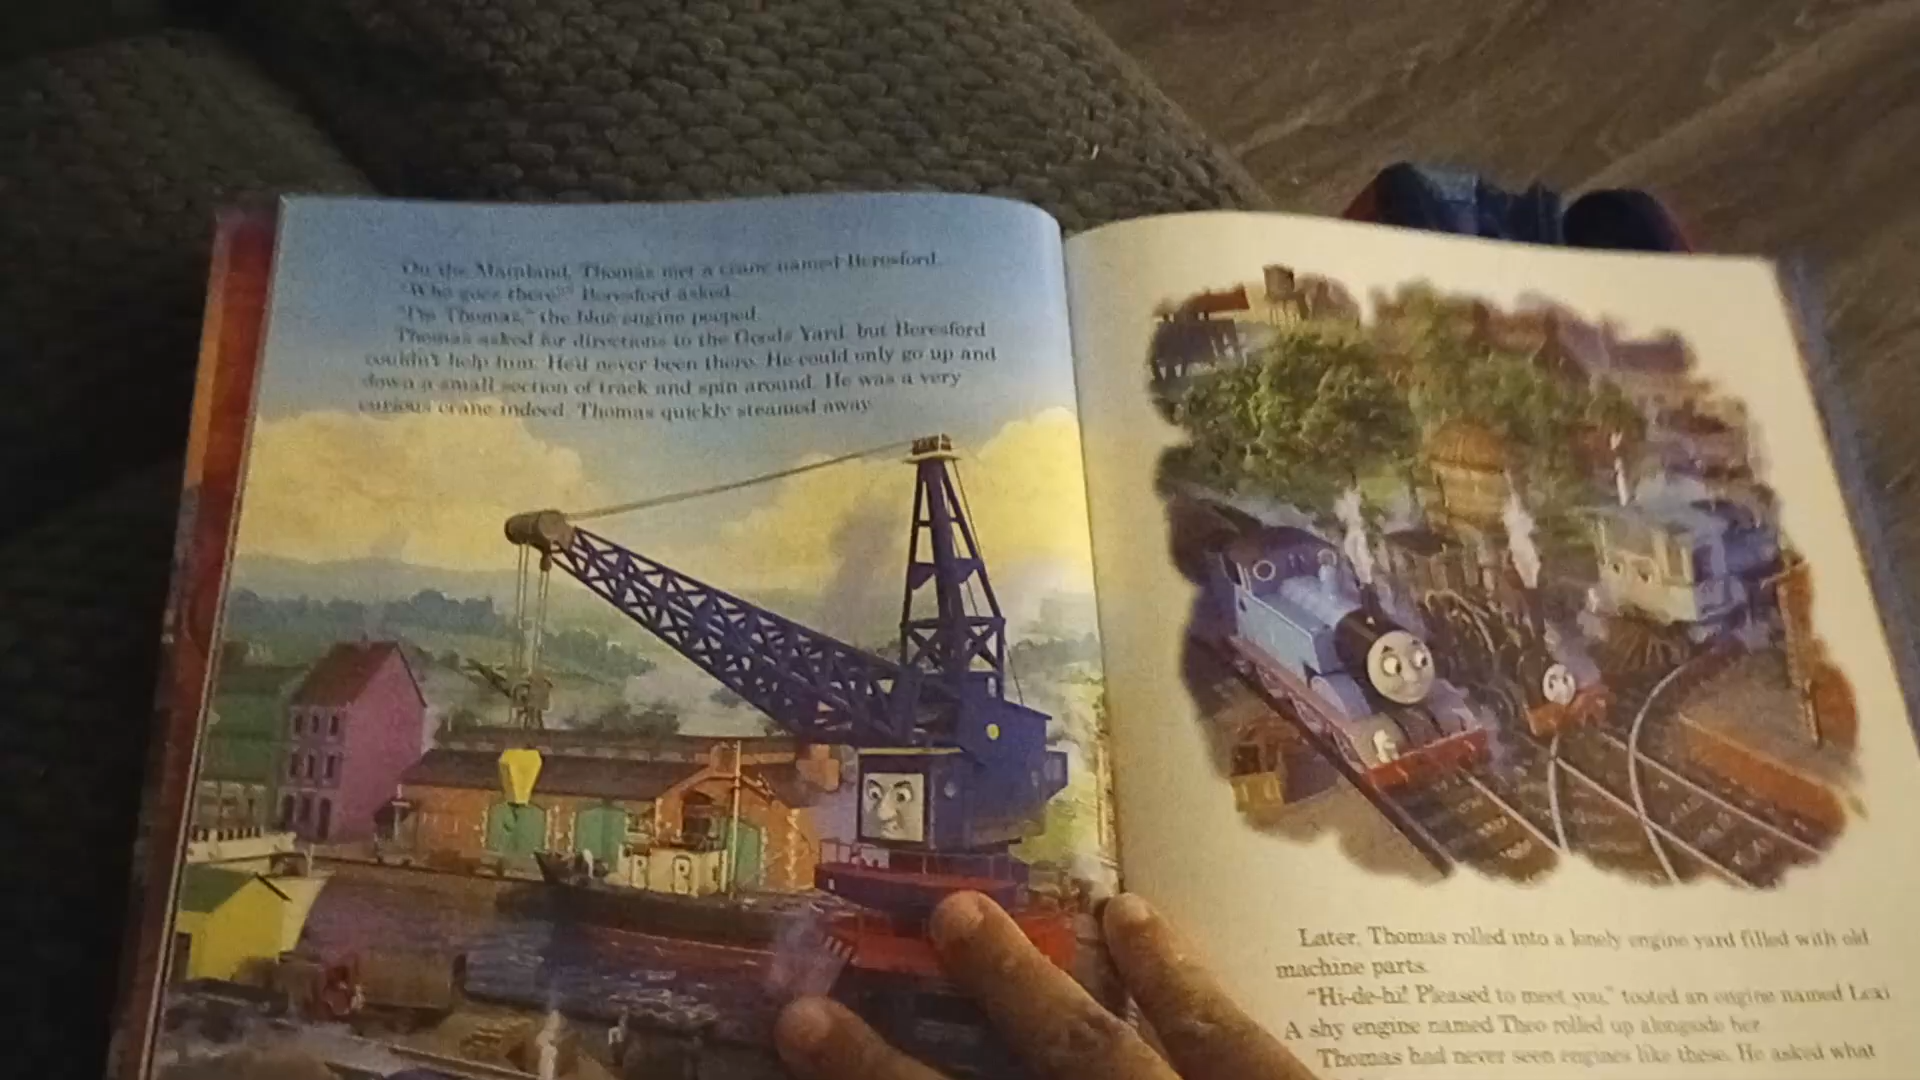 On the Mainland, Thomas met a crane named Beresford.
"Who goes there?" Beresford asked.
"I'm Thomas," the blue engine peeped.
Thomas asked for directions to the Goods Yard, but Beresford
couldn't help him. He'd never been there. He could only go up and
down a small section of track and spin around. He was a very
curious crane indeed. Thomas quickly steamed away.
Later, Thomas rolled into a lonely engine yard filled with old
machine parts.
"Hi-de-hi! Pleased to meet you," tooted an engine named Lexi.
A shy engine named Theo rolled up alongside her.
Thomas had never seen engines like these. He asked what